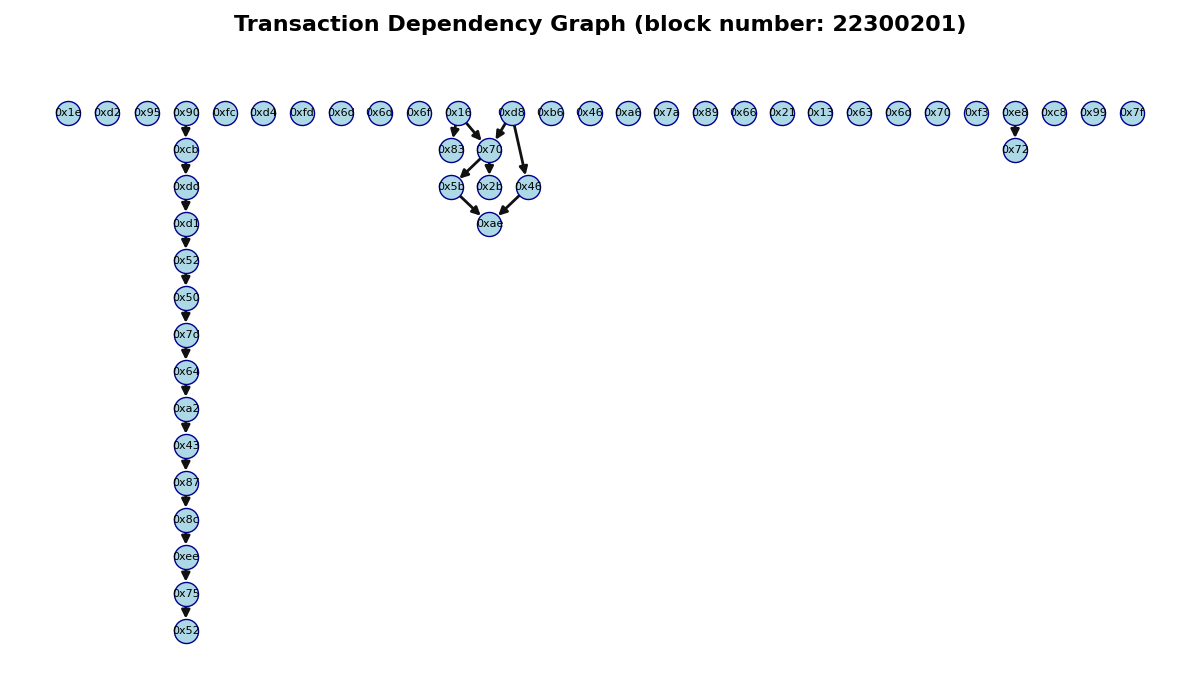 Transaction Dependency Graph (block number: 22300201)
0x1e 0xd2 0x95 0x90 0xfc 0xd4 0xfd 0x6d 0x6d 0x6f 0x16 0xd8 0xb6 0x46 0xa6 0x7a 0x89 0x66 0x21 0x13 0x63 0x6d 0x70 0xf3 0xe8 0xc8 0x99 0x7f
0xcb 0x83 0x70 0x72
0xdd 0x5b 0x2b 0x46
0xd1 0xae
0x52
0x50
0x7d
0x64
0xa2
0x43
0x87
0x8c
0xee
0x75
0x52